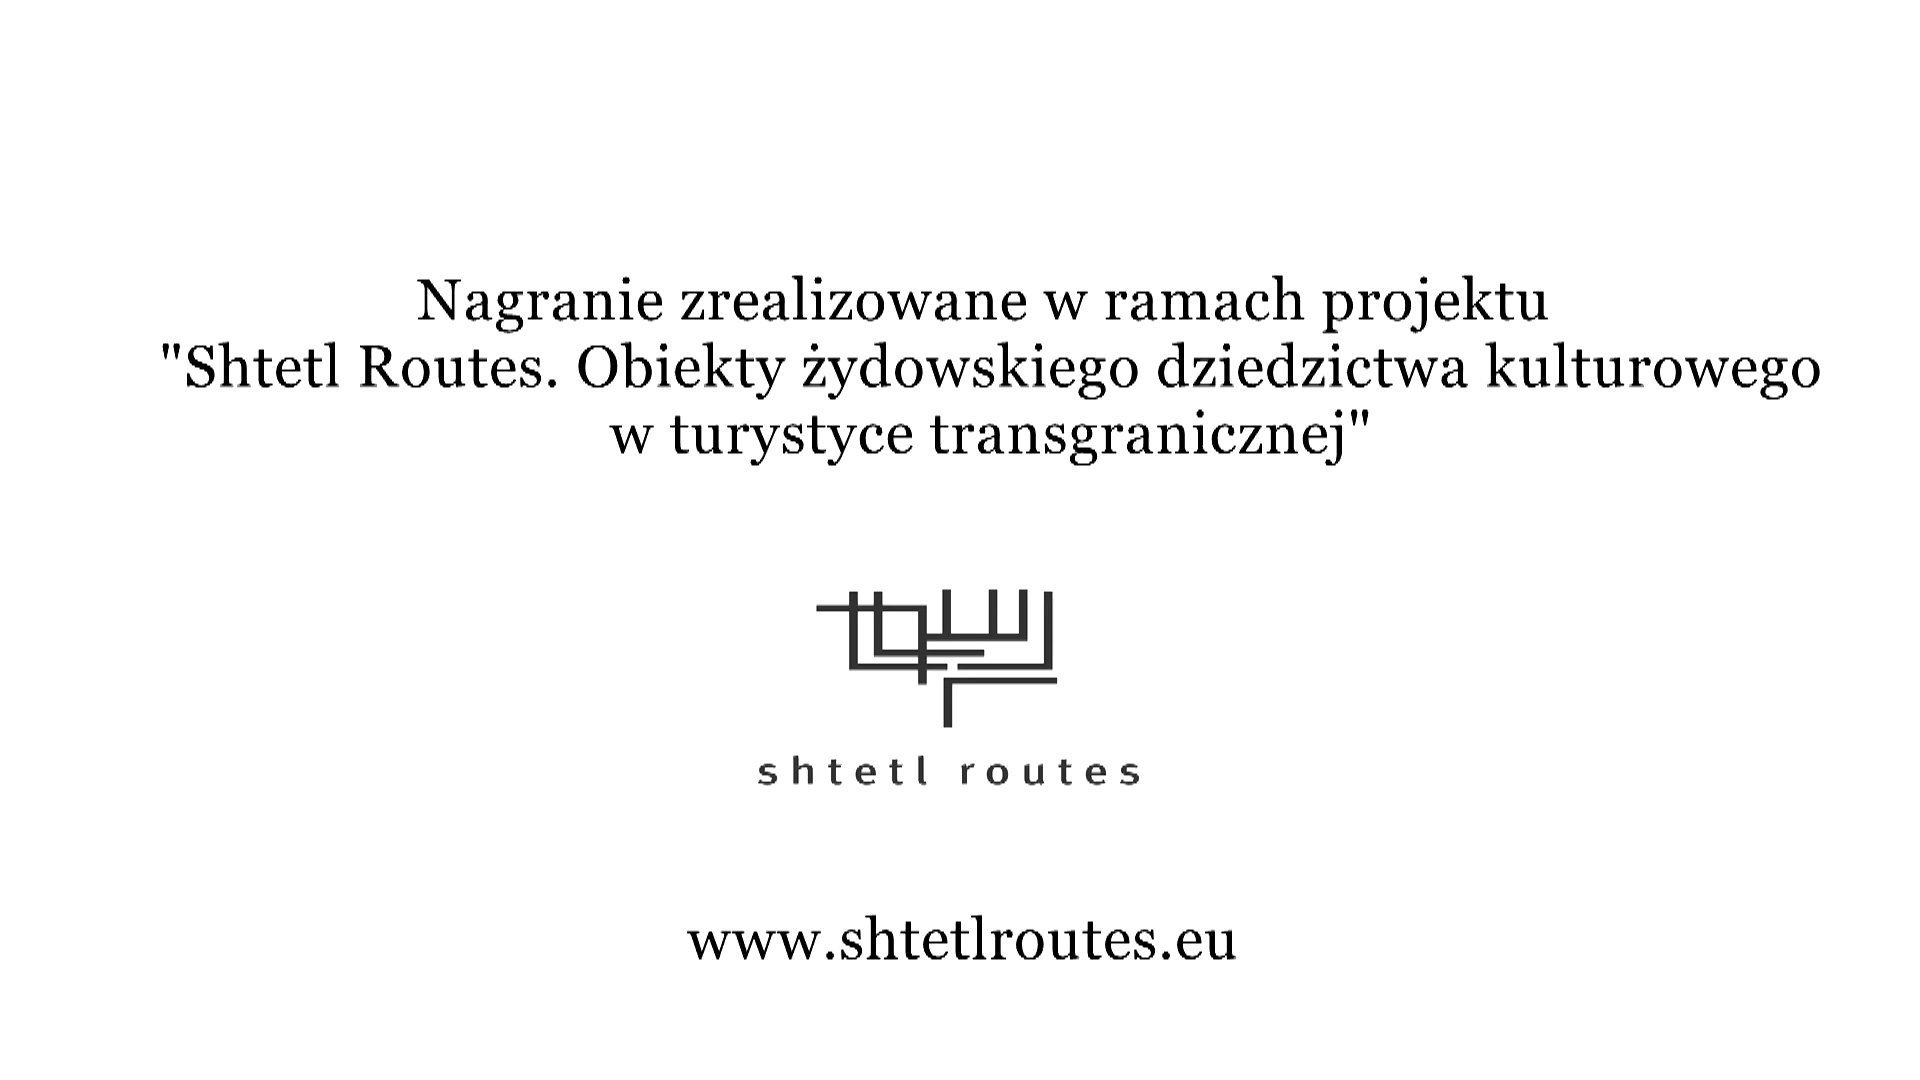 Nagranie zrealizowane w ramach projektu
"Shtetl Routes. Obiekty żydowskiego dziedzictwa kulturowego
w turystyce transgranicznej"
shtetl routes
www.shtetlroutes.eu